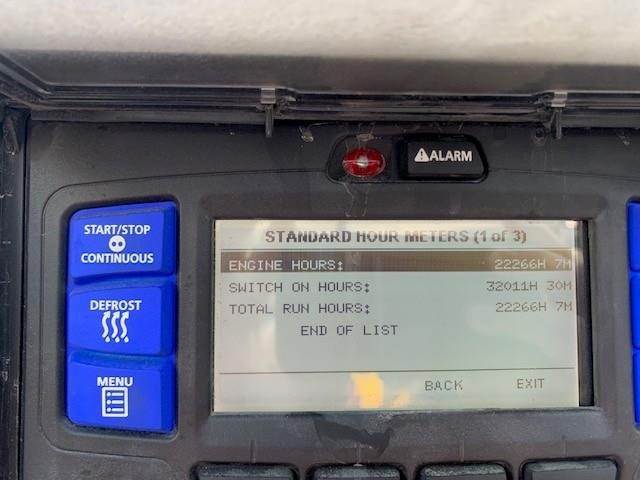 ALARM
START/STOP
CONTINUOUS
DEFROST
MENU
STANDARD HOUR METERS (1 of 3)
ENGINE HOURS: 22266H 7M
SWITCH ON HOURS: 32011H 30M
TOTAL RUN HOURS: 22266H 7M
END OF LIST
BACK EXIT